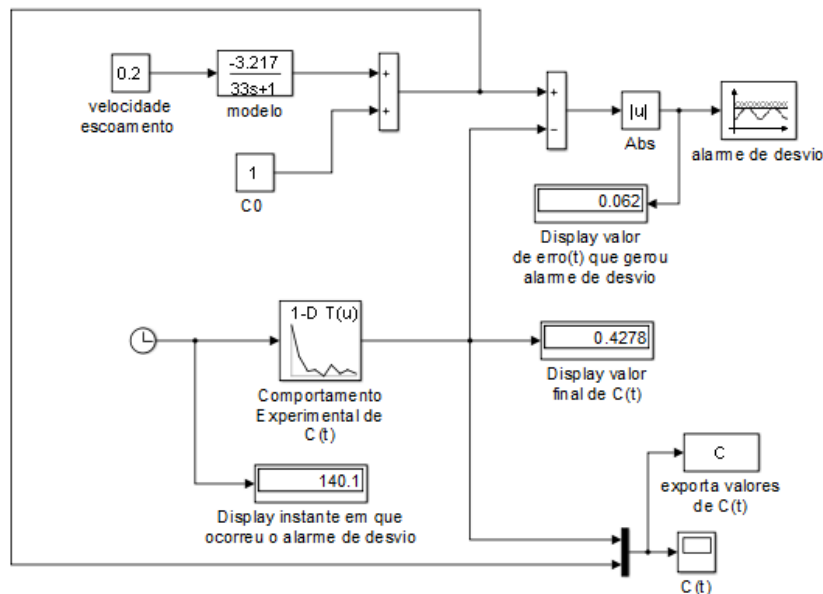 0.2
velocidade
escoamento
-3.217
33s+1
modelo
+
+
1
C0
+
−
|u|
Abs
alarme de desvio
0.062
Display valor
de erro(t) que gerou
alarme de desvio
1-D T(u)
Comportamento
Experimental de
C(t)
0.4278
Display valor
final de C(t)
140.1
Display instante em que
ocorreu o alarme de desvio
C
exporta valores
de C(t)
C(t)